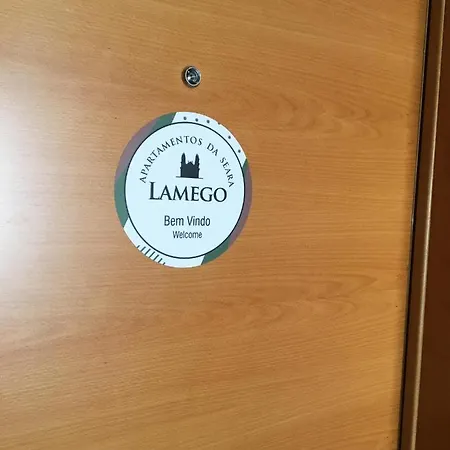 APARTAMENTOS DA SEARA
LAMEGO
Bem Vindo
Welcome